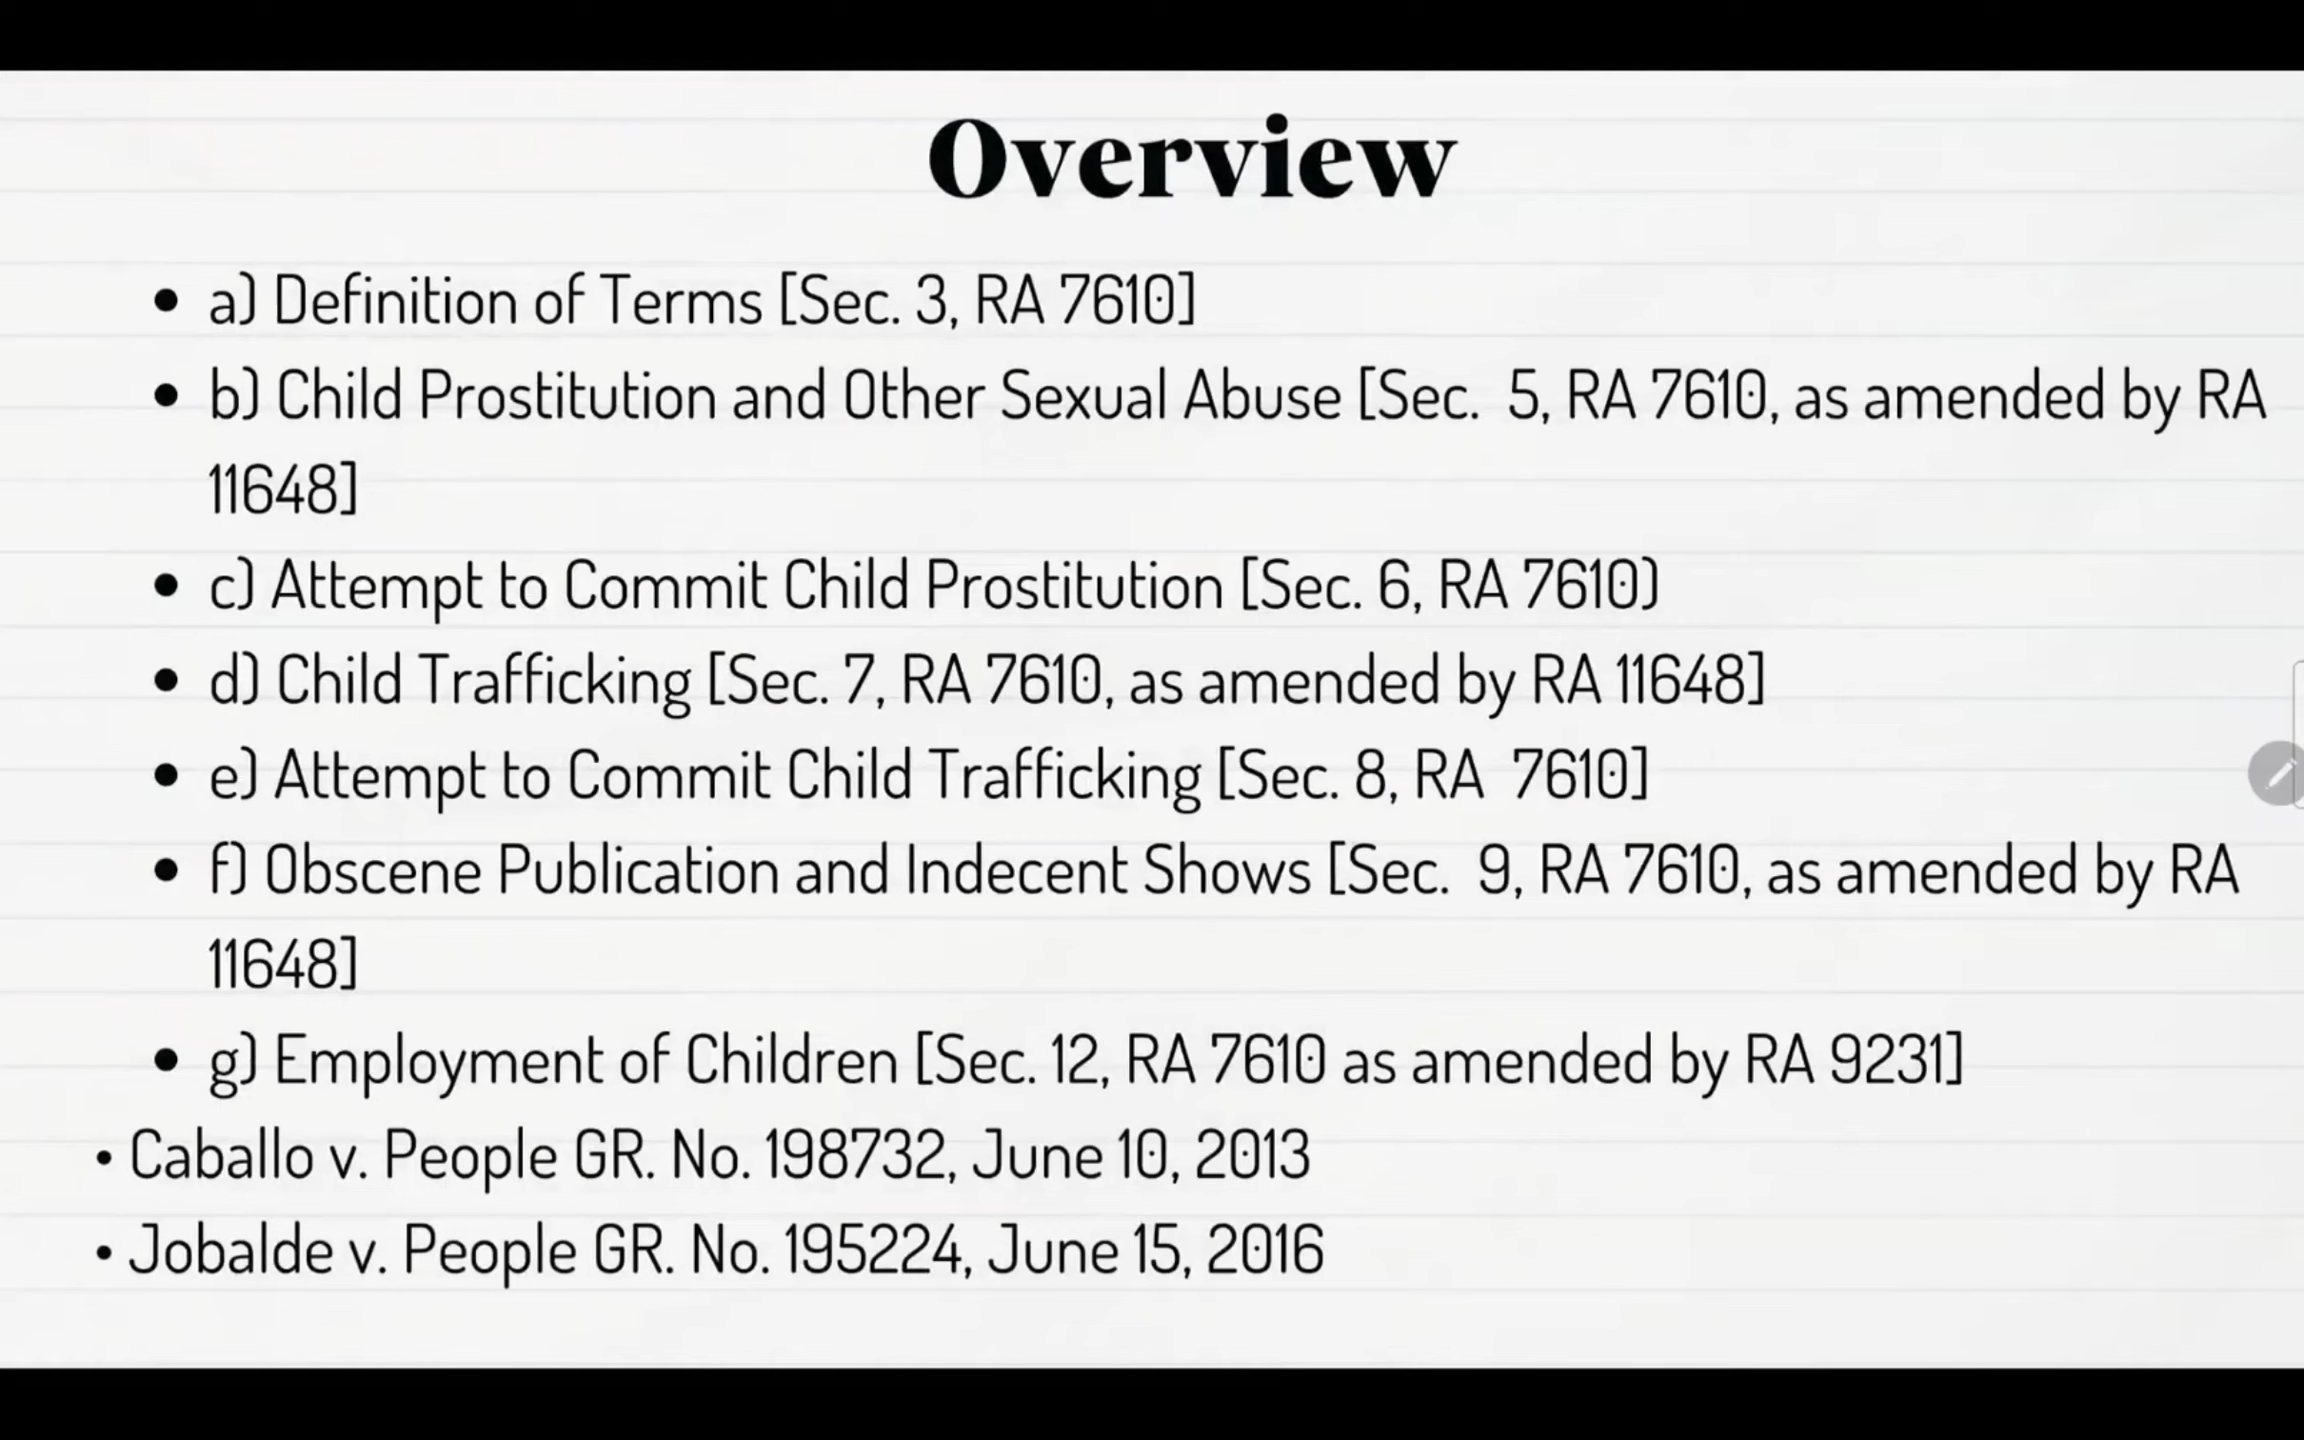 Overview
• a) Definition of Terms [Sec. 3, RA 7610]
• b) Child Prostitution and Other Sexual Abuse [Sec. 5, RA 7610, as amended by RA
11648]
• c) Attempt to Commit Child Prostitution [Sec. 6, RA 7610)
• d) Child Trafficking [Sec. 7, RA 7610, as amended by RA 11648]
• e) Attempt to Commit Child Trafficking [Sec. 8, RA 7610]
• f) Obscene Publication and Indecent Shows [Sec. 9, RA 7610, as amended by RA
11648]
• g) Employment of Children [Sec. 12, RA 7610 as amended by RA 9231]
• Caballo v. People GR. No. 198732, June 10, 2013
• Jobalde v. People GR. No. 195224, June 15, 2016